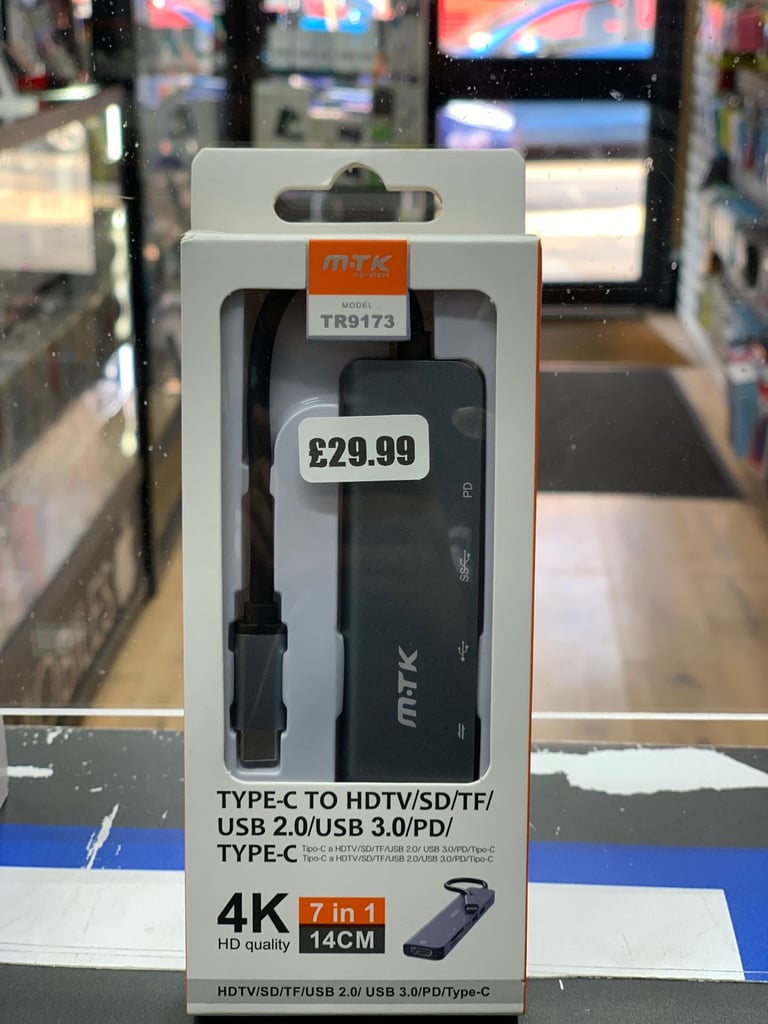 M·TK
MODEL
TR9173
£29.99
PD
SS
M·TK
TYPE-C TO HDTV/SD/TF/
USB 2.0/USB 3.0/PD/
TYPE-C
Tipo-C a HDTV/SD/TF/USB 2.0/ USB 3.0/PD/Tipo-C
Tipo-C a HDTV/SD/TF/USB 2.0/ USB 3.0/PD/Tipo-C
4K
HD quality
7 in 1
14CM
HDTV/SD/TF/USB 2.0/ USB 3.0/PD/Type-C